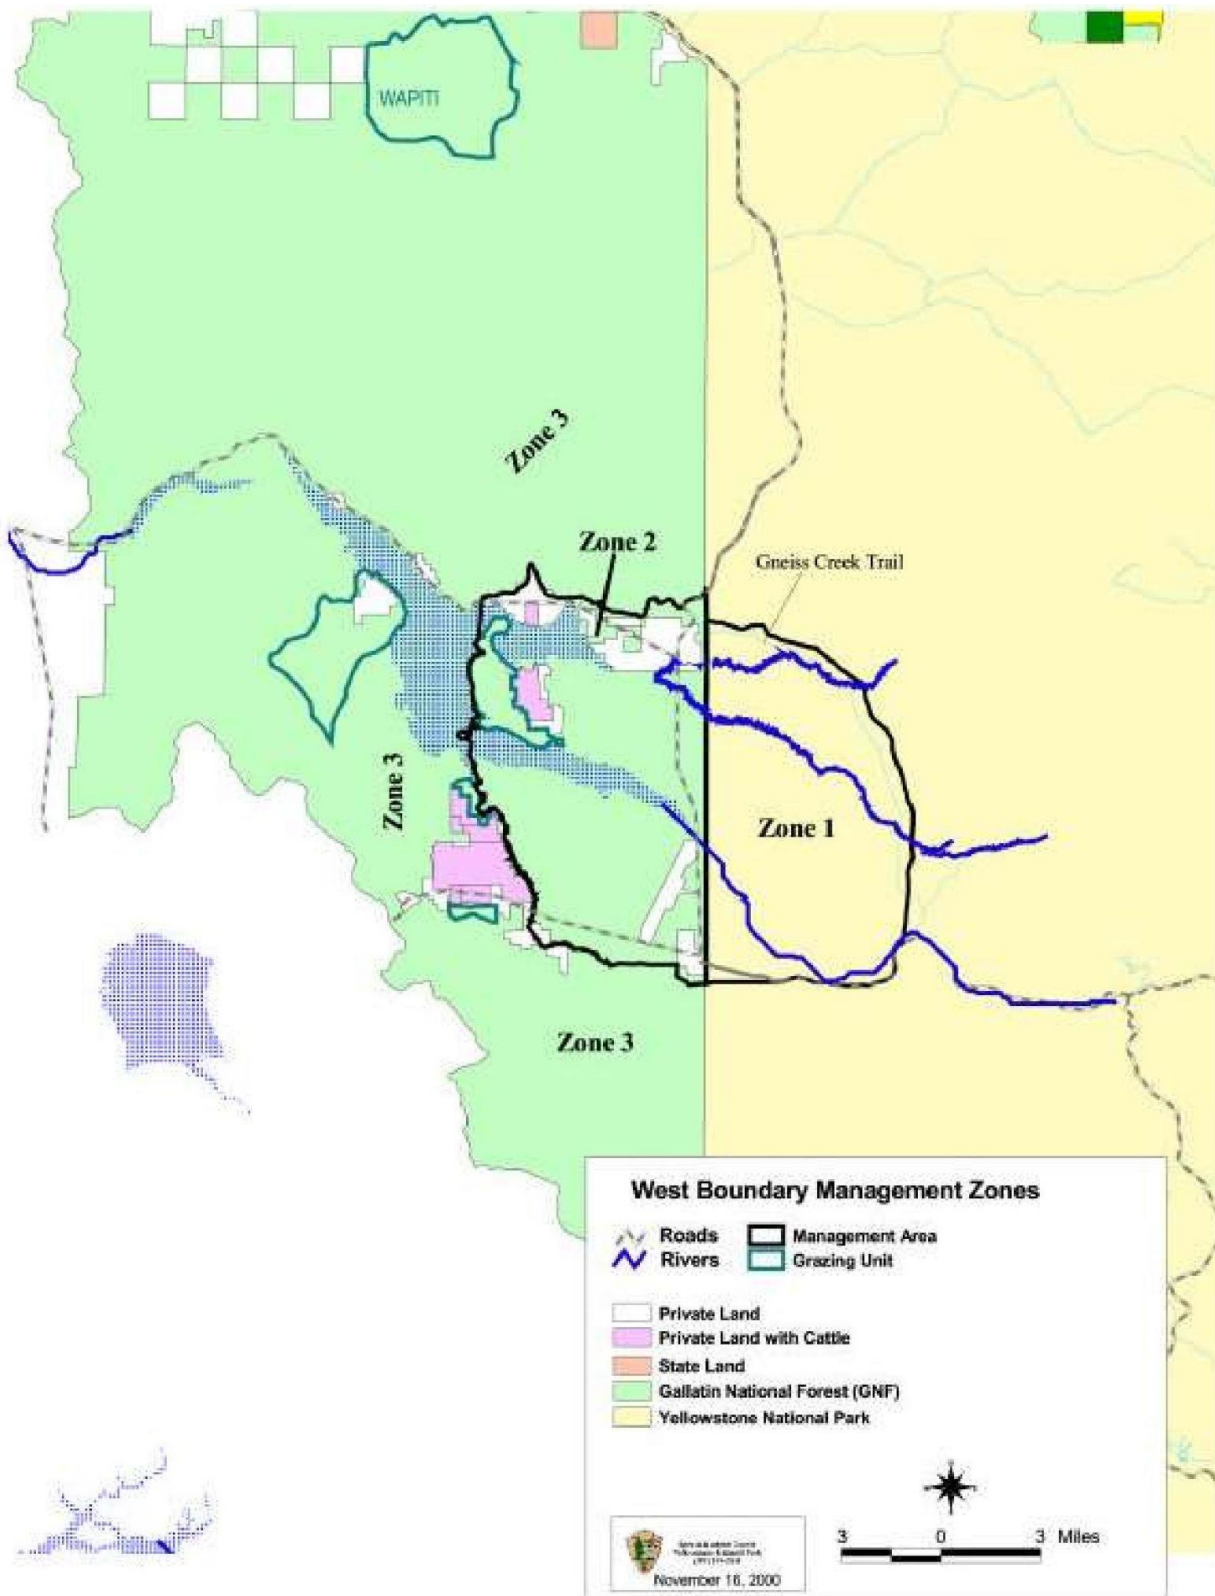 WAPITI
Zone 3
Zone 2
Gneiss Creek Trail
Zone 3
Zone 1
Zone 3
West Boundary Management Zones
Roads
Management Area
Rivers
Grazing Unit
Private Land
Private Land with Cattle
State Land
Gallatin National Forest (GNF)
Yellowstone National Park
3 0 3 Miles
November 16, 2000